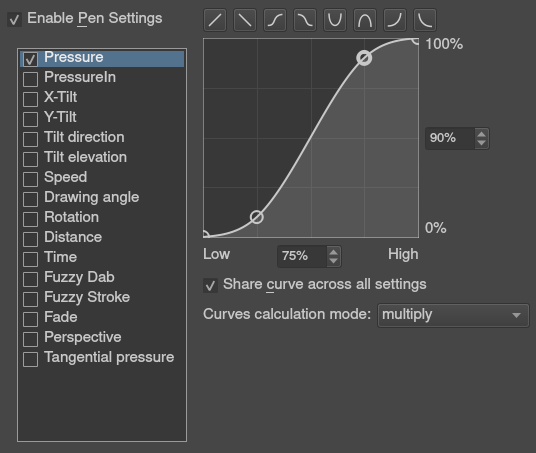 Enable Pen Settings
Pressure
PressureIn
X-Tilt
Y-Tilt
Tilt direction
Tilt elevation
Speed
Drawing angle
Rotation
Distance
Time
Fuzzy Dab
Fuzzy Stroke
Fade
Perspective
Tangential pressure
100%
90%
0%
Low 75% High
Share curve across all settings
Curves calculation mode: multiply